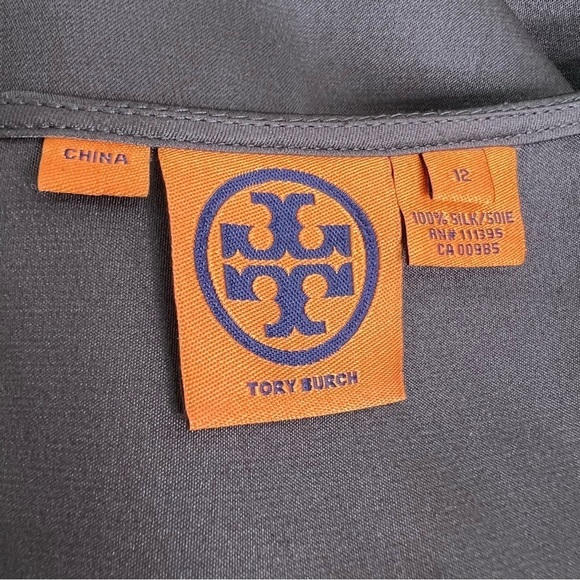 CHINA
TORY BURCH
12
100% SILK/SOIE
RN# 111395
CA 00985